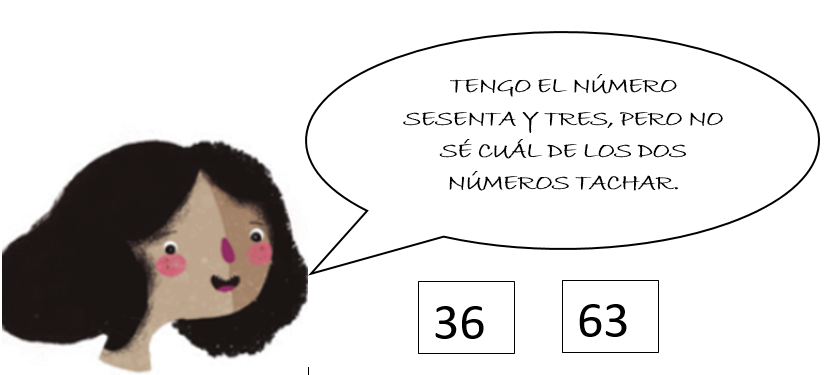 TENGO EL NÚMERO
SESENTA Y TRES, PERO NO
SÉ CUÁL DE LOS DOS
NÚMEROS TACHAR.
36 63